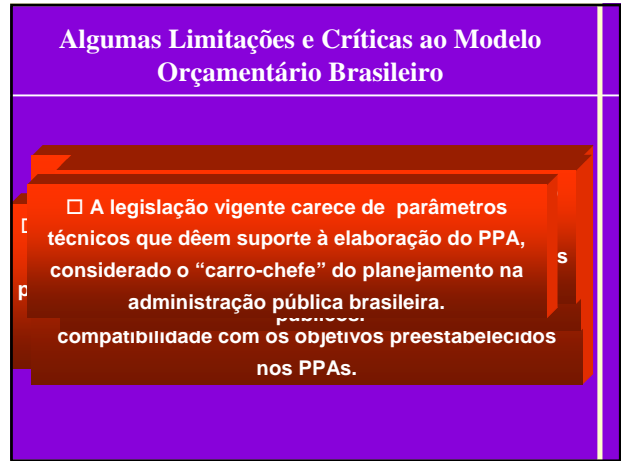 Algumas Limitações e Críticas ao Modelo
Orçamentário Brasileiro
□ A legislação vigente carece de parâmetros
técnicos que dêem suporte à elaboração do PPA,
considerado o “carro-chefe” do planejamento na
administração pública brasileira.
públicos.
compatibilidade com os objetivos preestabelecidos
nos PPAs.